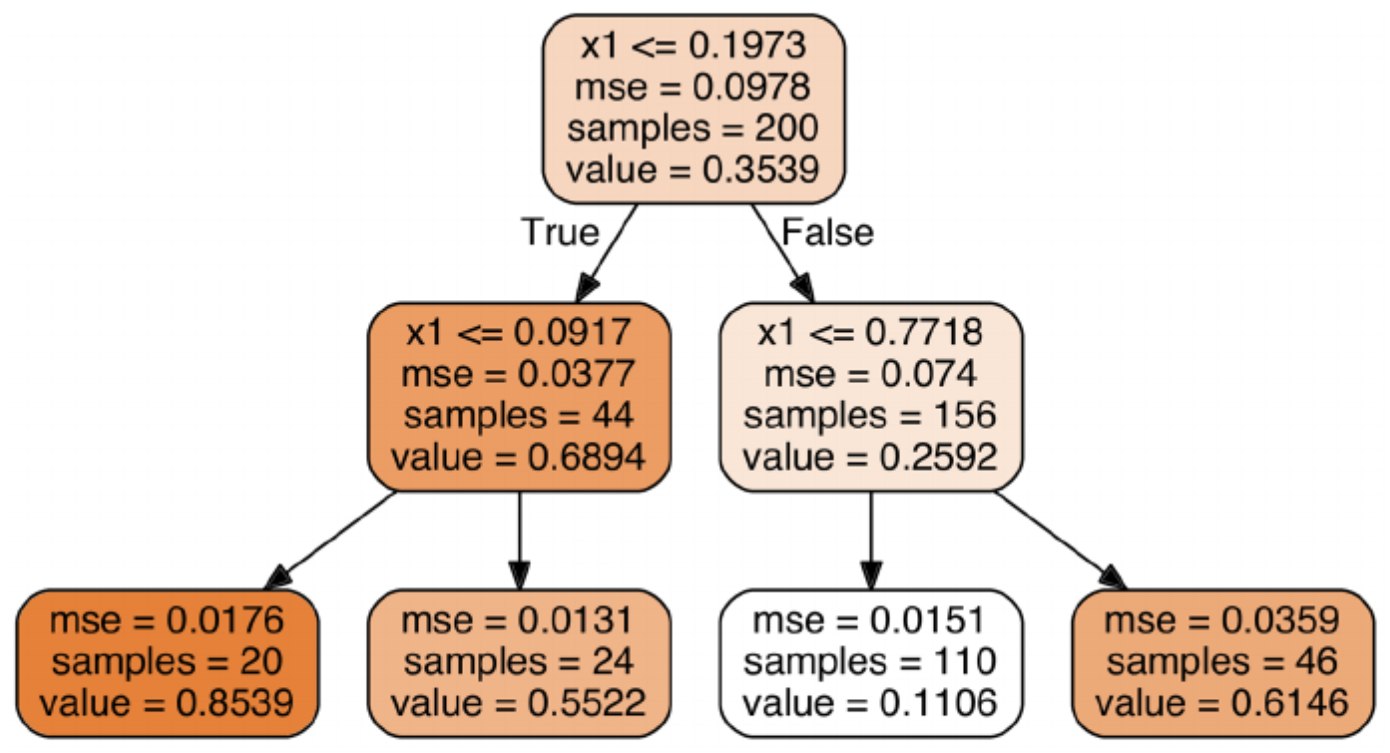 x1 <= 0.1973
mse = 0.0978
samples = 200
value = 0.3539
True
False
x1 <= 0.0917
mse = 0.0377
samples = 44
value = 0.6894
x1 <= 0.7718
mse = 0.074
samples = 156
value = 0.2592
mse = 0.0176
samples = 20
value = 0.8539
mse = 0.0131
samples = 24
value = 0.5522
mse = 0.0151
samples = 110
value = 0.1106
mse = 0.0359
samples = 46
value = 0.6146